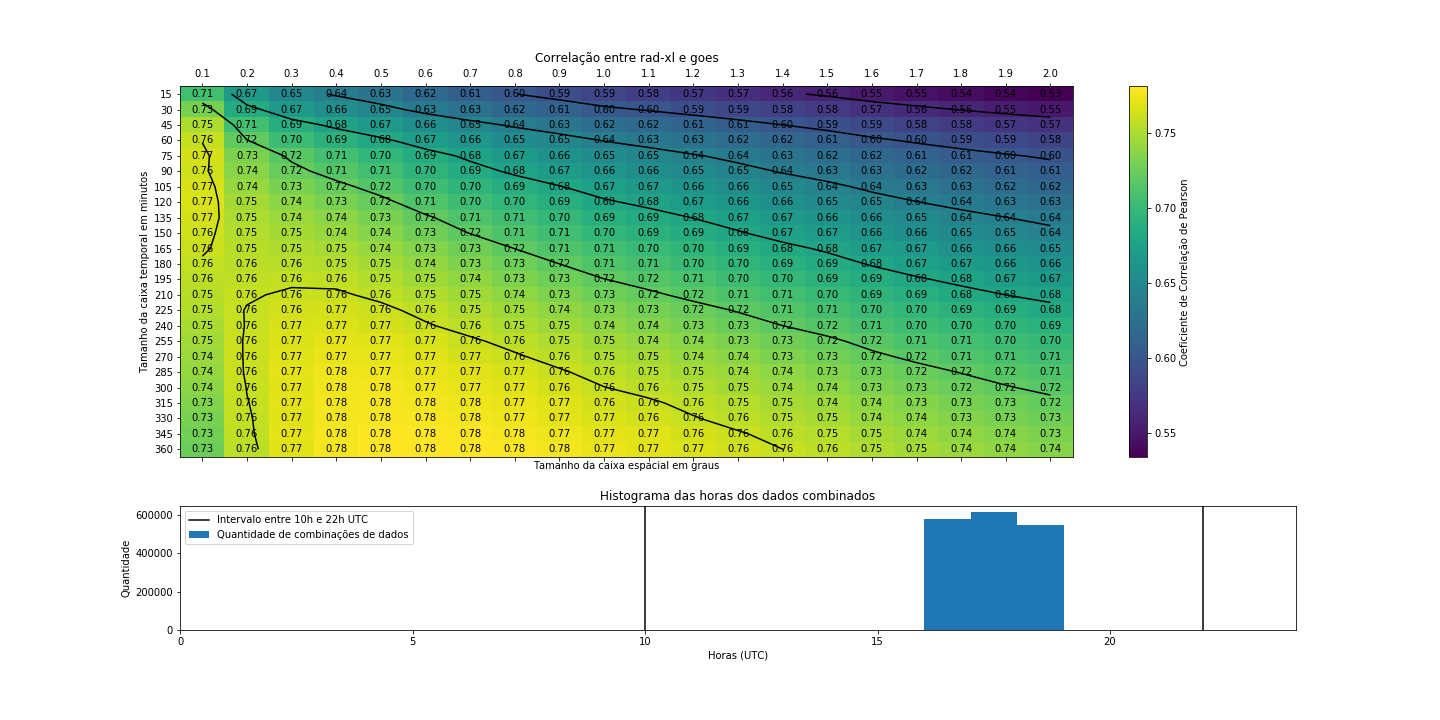 Correlação entre rad-xl e goes
0.1 0.2 0.3 0.4 0.5 0.6 0.7 0.8 0.9 1.0 1.1 1.2 1.3 1.4 1.5 1.6 1.7 1.8 1.9 2.0
15 0.71 0.67 0.65 0.64 0.63 0.62 0.61 0.60 0.59 0.58 0.57 0.57 0.56 0.56 0.55 0.55 0.54 0.54 0.53
30 0.73 0.69 0.67 0.66 0.65 0.63 0.63 0.62 0.61 0.60 0.60 0.59 0.59 0.58 0.57 0.56 0.56 0.55 0.55
45 0.75 0.71 0.69 0.68 0.67 0.66 0.65 0.64 0.63 0.62 0.62 0.61 0.61 0.60 0.59 0.59 0.58 0.58 0.57 0.57
60 0.76 0.72 0.70 0.69 0.68 0.67 0.66 0.65 0.65 0.64 0.63 0.63 0.62 0.62 0.61 0.60 0.60 0.59 0.59 0.58
75 0.77 0.73 0.72 0.71 0.70 0.69 0.68 0.67 0.66 0.65 0.65 0.64 0.64 0.63 0.62 0.62 0.61 0.61 0.60 0.60
90 0.76 0.74 0.72 0.71 0.71 0.70 0.69 0.68 0.67 0.66 0.66 0.65 0.65 0.64 0.63 0.63 0.62 0.62 0.61 0.61
105 0.77 0.74 0.73 0.72 0.72 0.70 0.70 0.69 0.68 0.67 0.67 0.66 0.66 0.65 0.64 0.64 0.63 0.63 0.62 0.62
120 0.77 0.75 0.74 0.73 0.72 0.71 0.70 0.70 0.69 0.68 0.68 0.67 0.66 0.66 0.65 0.65 0.64 0.64 0.63 0.63
135 0.77 0.75 0.74 0.74 0.73 0.72 0.71 0.71 0.70 0.69 0.69 0.68 0.67 0.67 0.66 0.66 0.65 0.64 0.64 0.64
150 0.77 0.75 0.75 0.74 0.74 0.73 0.72 0.71 0.71 0.70 0.69 0.69 0.68 0.67 0.67 0.66 0.66 0.65 0.65 0.64
165 0.76 0.75 0.75 0.75 0.74 0.73 0.73 0.72 0.71 0.71 0.70 0.70 0.69 0.68 0.68 0.67 0.67 0.66 0.66 0.65
180 0.76 0.76 0.76 0.75 0.75 0.74 0.73 0.73 0.72 0.71 0.71 0.70 0.70 0.69 0.69 0.68 0.67 0.67 0.66 0.66
195 0.76 0.76 0.76 0.75 0.75 0.75 0.74 0.73 0.73 0.72 0.72 0.71 0.70 0.70 0.69 0.69 0.68 0.68 0.67 0.67
210 0.75 0.76 0.76 0.76 0.76 0.75 0.75 0.74 0.73 0.73 0.72 0.72 0.71 0.71 0.70 0.69 0.69 0.68 0.68 0.68
225 0.75 0.76 0.76 0.77 0.76 0.76 0.75 0.75 0.74 0.73 0.73 0.72 0.72 0.71 0.71 0.70 0.70 0.69 0.69 0.68
240 0.75 0.76 0.77 0.77 0.77 0.76 0.76 0.75 0.75 0.74 0.74 0.73 0.73 0.72 0.72 0.71 0.70 0.70 0.70 0.69
255 0.75 0.76 0.77 0.77 0.77 0.77 0.76 0.76 0.75 0.75 0.74 0.74 0.73 0.73 0.72 0.72 0.71 0.71 0.70 0.70
270 0.74 0.76 0.77 0.77 0.77 0.77 0.77 0.76 0.76 0.75 0.75 0.74 0.74 0.73 0.73 0.72 0.72 0.71 0.71 0.71
285 0.74 0.76 0.77 0.78 0.78 0.77 0.77 0.77 0.76 0.76 0.75 0.75 0.74 0.74 0.73 0.73 0.72 0.72 0.72 0.71
300 0.74 0.76 0.77 0.78 0.78 0.77 0.77 0.77 0.77 0.76 0.76 0.75 0.75 0.74 0.74 0.73 0.73 0.72 0.72 0.72
315 0.73 0.76 0.77 0.78 0.78 0.78 0.77 0.77 0.77 0.76 0.76 0.76 0.75 0.75 0.74 0.74 0.73 0.73 0.73 0.72
330 0.73 0.76 0.77 0.78 0.78 0.78 0.78 0.77 0.77 0.77 0.76 0.76 0.76 0.75 0.75 0.74 0.74 0.73 0.73 0.73
345 0.73 0.76 0.77 0.78 0.78 0.78 0.78 0.78 0.77 0.77 0.77 0.76 0.76 0.76 0.75 0.75 0.74 0.74 0.74 0.73
360 0.73 0.76 0.77 0.78 0.78 0.78 0.78 0.78 0.78 0.77 0.77 0.77 0.76 0.76 0.76 0.75 0.75 0.74 0.74 0.74
Tamanho da caixa temporal em minutos
Tamanho da caixa espacial em graus
0.75
0.70
0.65
0.60
0.55
Coeficiente de Correlação de Pearson
Histograma das horas dos dados combinados
Intervalo entre 10h e 22h UTC
Quantidade de combinações de dados
600000
400000
200000
0
Quantidade
0 5 10 15 20
Horas (UTC)